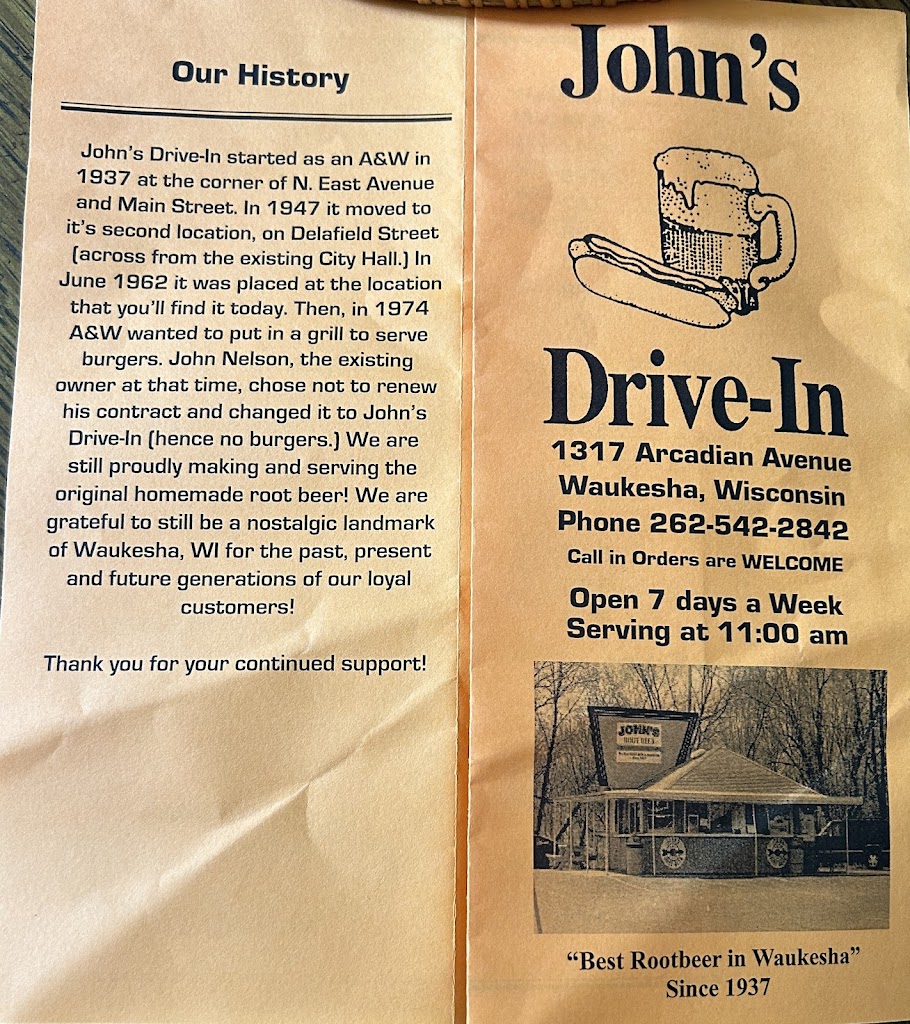 Our History
John's Drive-In started as an A&W in
1937 at the corner of N. East Avenue
and Main Street. In 1947 it moved to
it's second location, on Delafield Street
(across from the existing City Hall.) In
June 1962 it was placed at the location
that you'll find it today. Then, in 1974
A&W wanted to put in a grill to serve
burgers. John Nelson, the existing
owner at that time, chose not to renew
his contract and changed it to John's
Drive-In (hence no burgers.) We are
still proudly making and serving the
original homemade root beer! We are
grateful to still be a nostalgic landmark
of Waukesha, WI for the past, present
and future generations of our loyal
customers!
Thank you for your continued support!
John's
Drive-In
1317 Arcadian Avenue
Waukesha, Wisconsin
Phone 262-542-2842
Call in Orders are WELCOME
Open 7 days a Week
Serving at 11:00 am
JOHN'S
ROOT BEER
"Best Rootbeer in Waukesha"
Since 1937